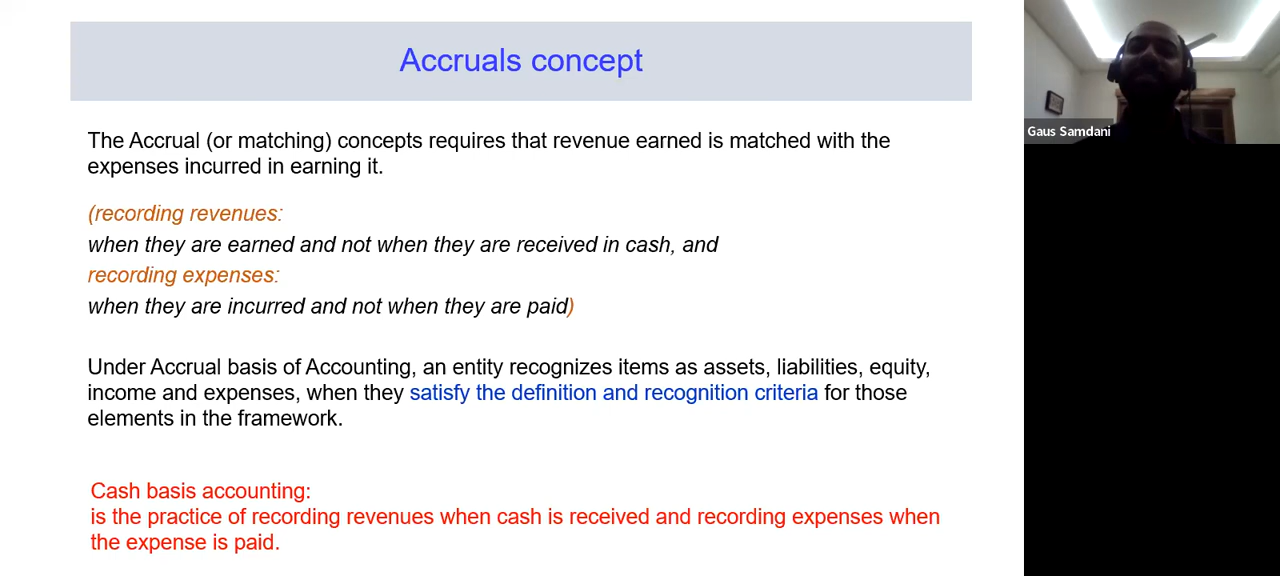 Accruals concept
The Accrual (or matching) concepts requires that revenue earned is matched with the
expenses incurred in earning it.
(recording revenues:
when they are earned and not when they are received in cash, and
recording expenses:
when they are incurred and not when they are paid)
Under Accrual basis of Accounting, an entity recognizes items as assets, liabilities, equity,
income and expenses, when they satisfy the definition and recognition criteria for those
elements in the framework.
Cash basis accounting:
is the practice of recording revenues when cash is received and recording expenses when
the expense is paid.
Gaus Samdani